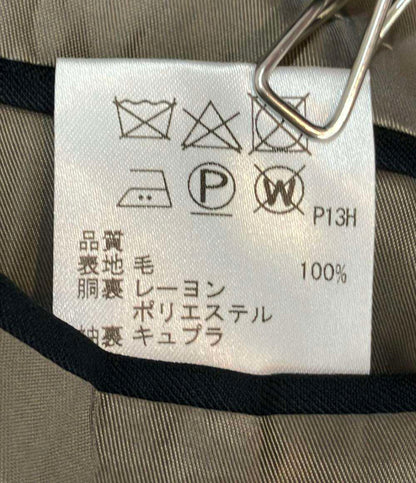 P
W
P13H
品質
表地 毛 100%
胴裏 レーヨン
ポリエステル
袖裏 キュプラ